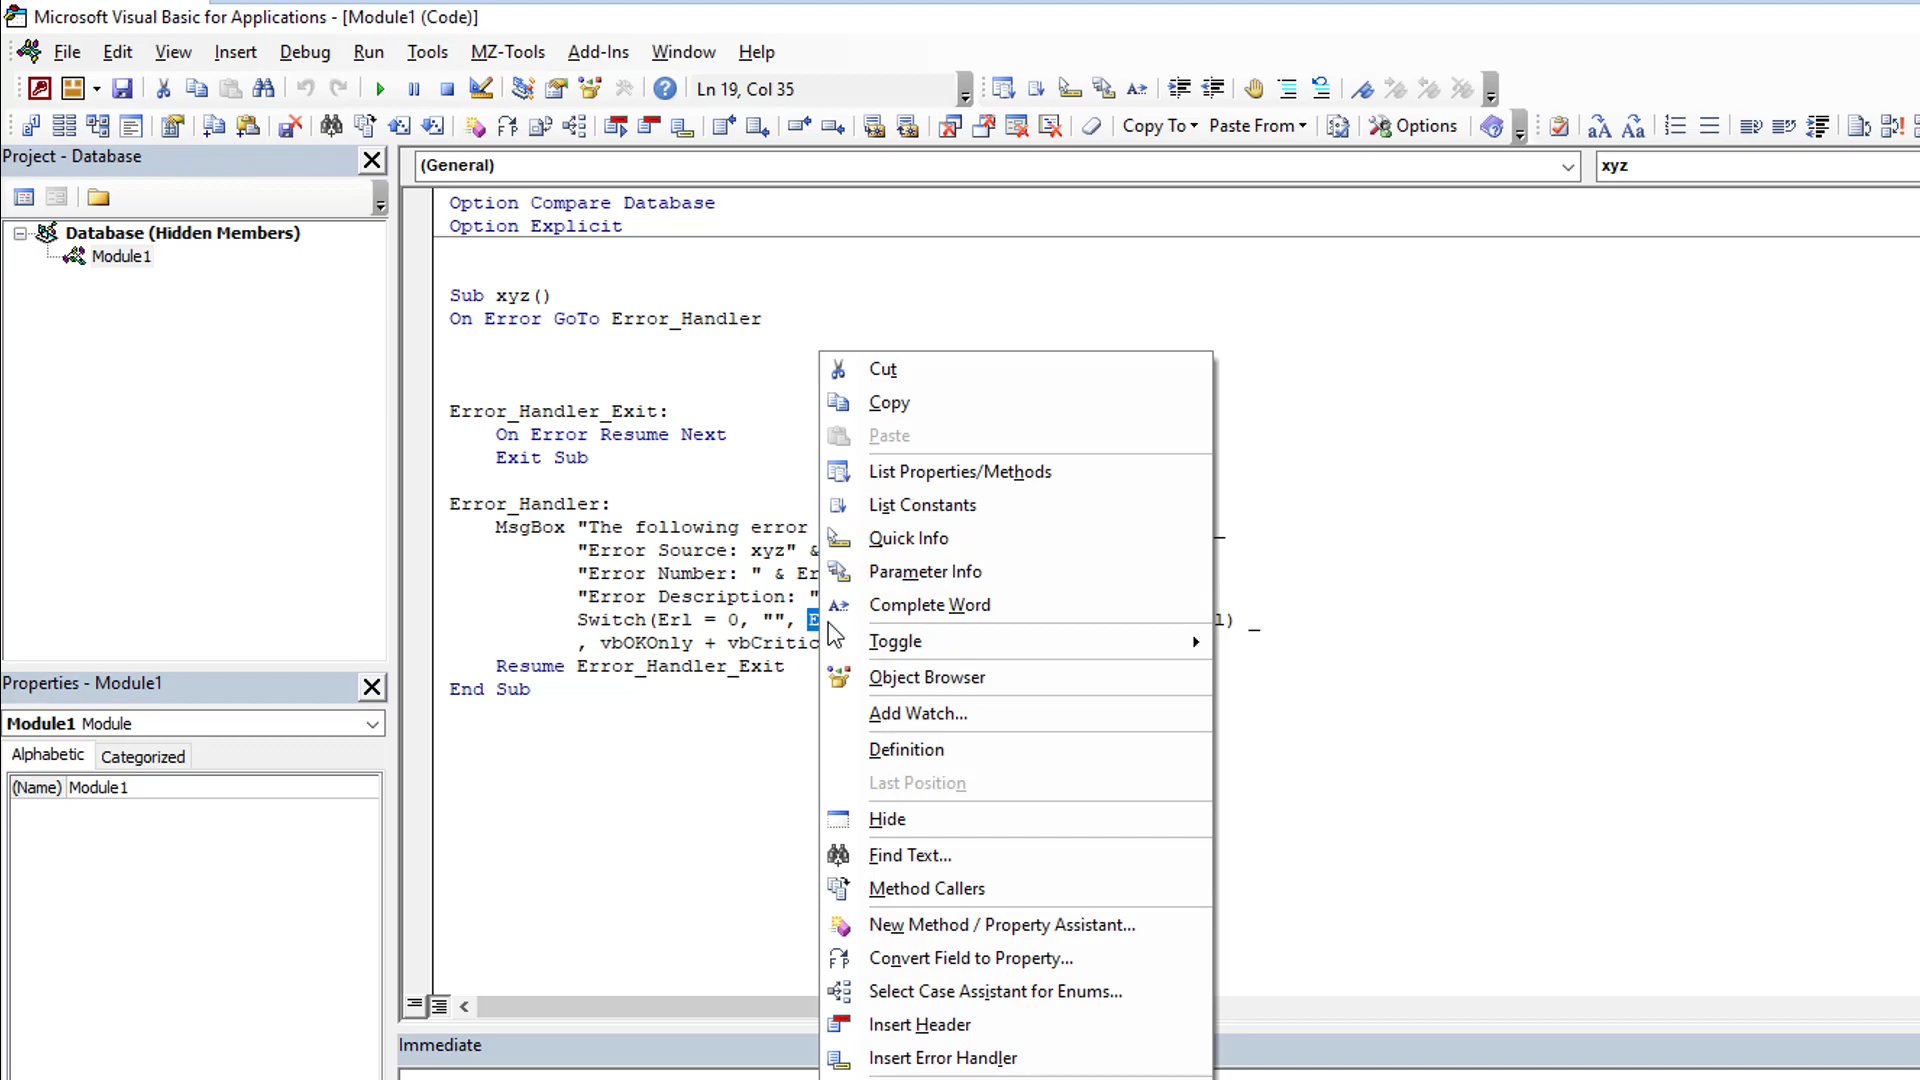 Microsoft Visual Basic for Applications - [Module1 (Code)]
File Edit View Insert Debug Run Tools MZ-Tools Add-Ins Window Help
Ln 19, Col 35
Copy To Paste From Options
Project - Database
(General)
xyz
Database (Hidden Members)
Module1
Option Compare Database
Option Explicit
Sub xyz()
On Error GoTo Error_Handler
Error_Handler_Exit:
On Error Resume Next
Exit Sub
Error_Handler:
MsgBox "The following error _
"Error Source: xyz" &
"Error Number: " & Er
"Error Description: "
Switch(Erl = 0, "", E l) _
, vbOKOnly + vbCritic
Resume Error_Handler_Exit
End Sub
Cut
Copy
Paste
List Properties/Methods
List Constants
Quick Info
Parameter Info
Complete Word
Toggle
Object Browser
Add Watch...
Definition
Last Position
Hide
Find Text...
Method Callers
New Method / Property Assistant...
Convert Field to Property...
Select Case Assistant for Enums...
Insert Header
Insert Error Handler
Properties - Module1
Module1 Module
Alphabetic Categorized
(Name) Module1
Immediate